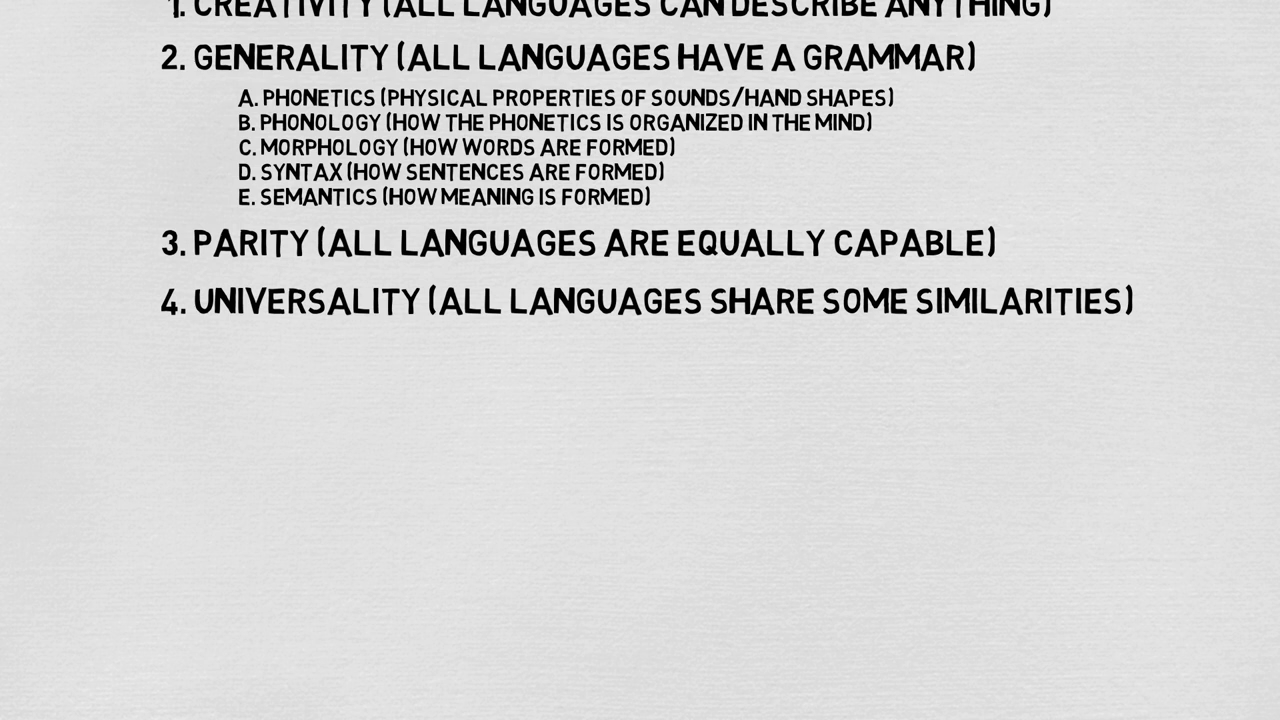 1. CREATIVITY (ALL LANGUAGES CAN DESCRIBE ANYTHING)
2. GENERALITY (ALL LANGUAGES HAVE A GRAMMAR)
A. PHONETICS (PHYSICAL PROPERTIES OF SOUNDS/HAND SHAPES)
B. PHONOLOGY (HOW THE PHONETICS IS ORGANIZED IN THE MIND)
C. MORPHOLOGY (HOW WORDS ARE FORMED)
D. SYNTAX (HOW SENTENCES ARE FORMED)
E. SEMANTICS (HOW MEANING IS FORMED)
3. PARITY (ALL LANGUAGES ARE EQUALLY CAPABLE)
4. UNIVERSALITY (ALL LANGUAGES SHARE SOME SIMILARITIES)